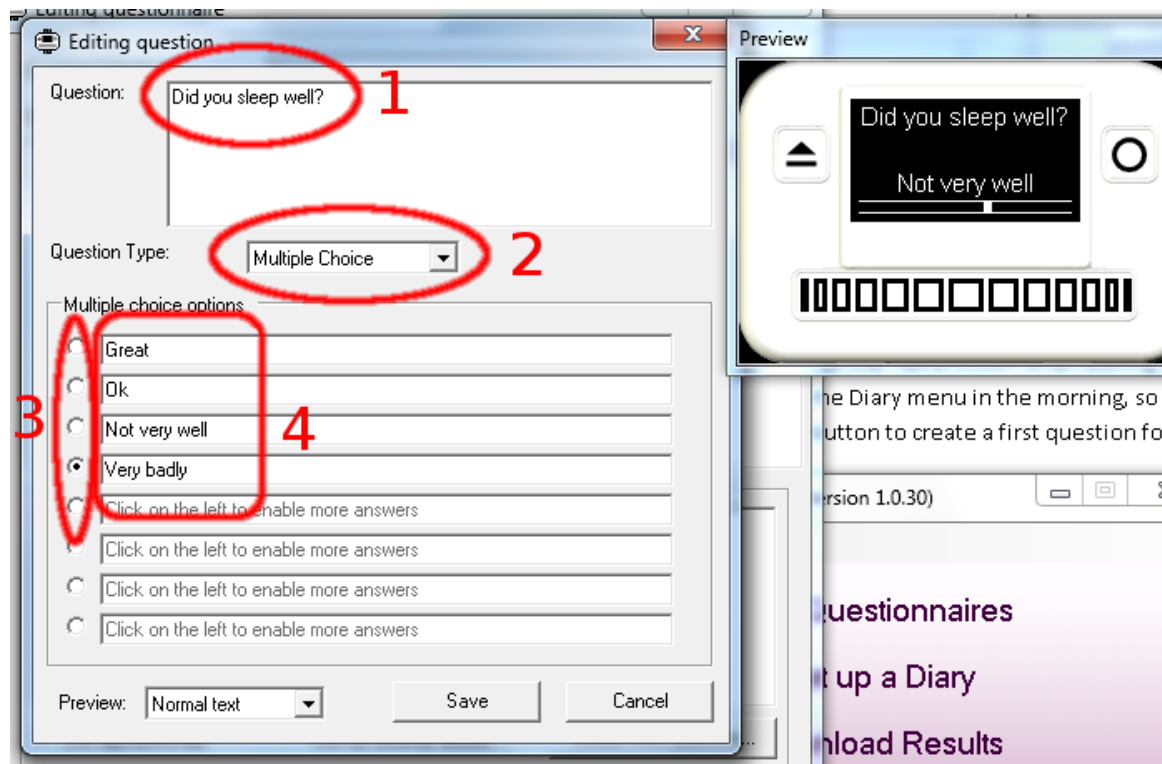 Editing questionnaire
Editing question
Question:
Did you sleep well?
1
Question Type:
Multiple Choice
2
Multiple choice options
3
4
Great
Ok
Not very well
Very badly
Click on the left to enable more answers
Click on the left to enable more answers
Click on the left to enable more answers
Click on the left to enable more answers
Preview:
Normal text
Save
Cancel
Preview
Did you sleep well?
Not very well
he Diary menu in the morning, so
utton to create a first question fo
ersion 1.0.30)
uestionnaires
t up a Diary
nload Results
...